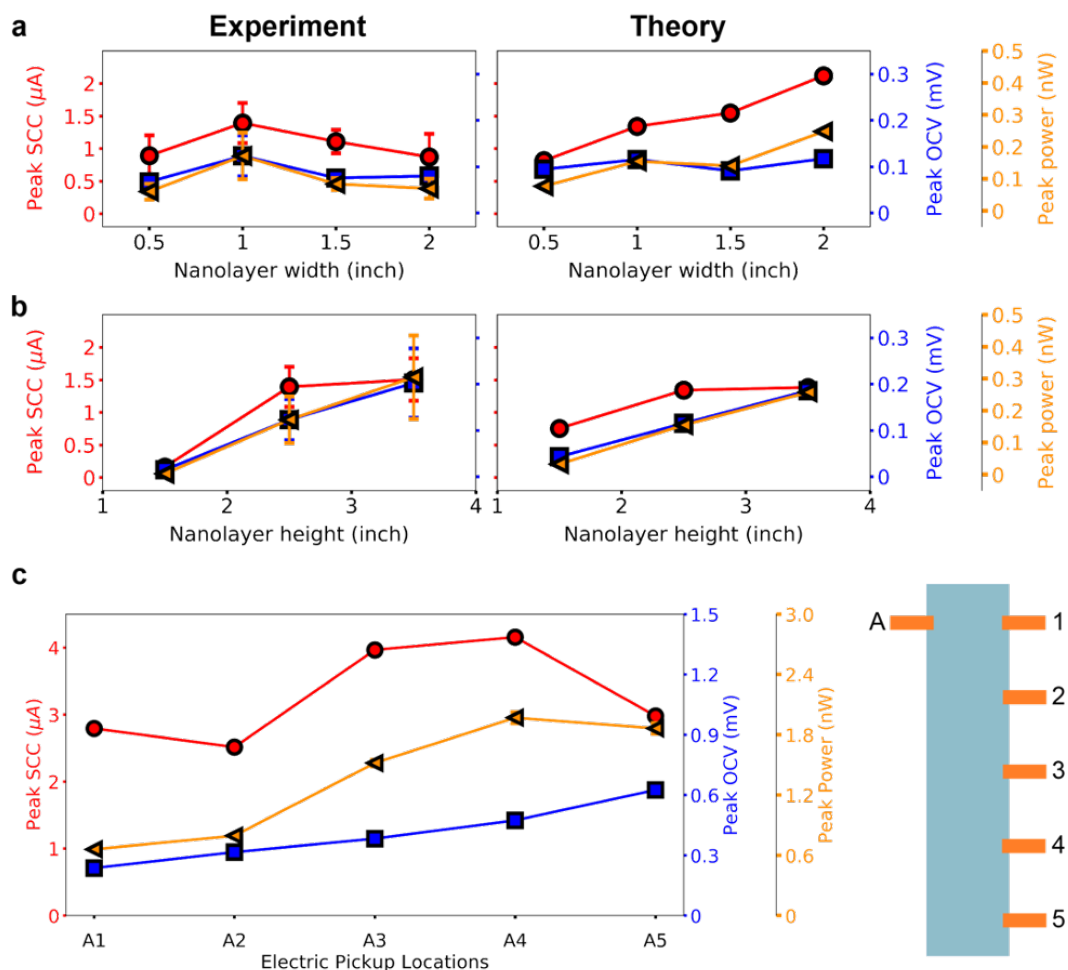 a
Experiment
Theory
Peak SCC (μA)
2
1.5
1
0.5
0
0.5 1 1.5 2
Nanolayer width (inch)
0.5 1 1.5 2
Nanolayer width (inch)
0.3
0.2
0.1
0
Peak OCV (mV)
0.5
0.4
0.3
0.2
0.1
0
Peak power (nW)
b
Peak SCC (μA)
2
1.5
1
0.5
0
1 2 3 4
Nanolayer height (inch)
1 2 3 4
Nanolayer height (inch)
0.3
0.2
0.1
0
Peak OCV (mV)
0.5
0.4
0.3
0.2
0.1
0
Peak power (nW)
c
Peak SCC (μA)
4
3
2
1
0
A1 A2 A3 A4 A5
Electric Pickup Locations
1.5
1.2
0.9
0.6
0.3
0
Peak OCV (mV)
3.0
2.4
1.8
1.2
0.6
0
Peak Power (nW)
A
1
2
3
4
5